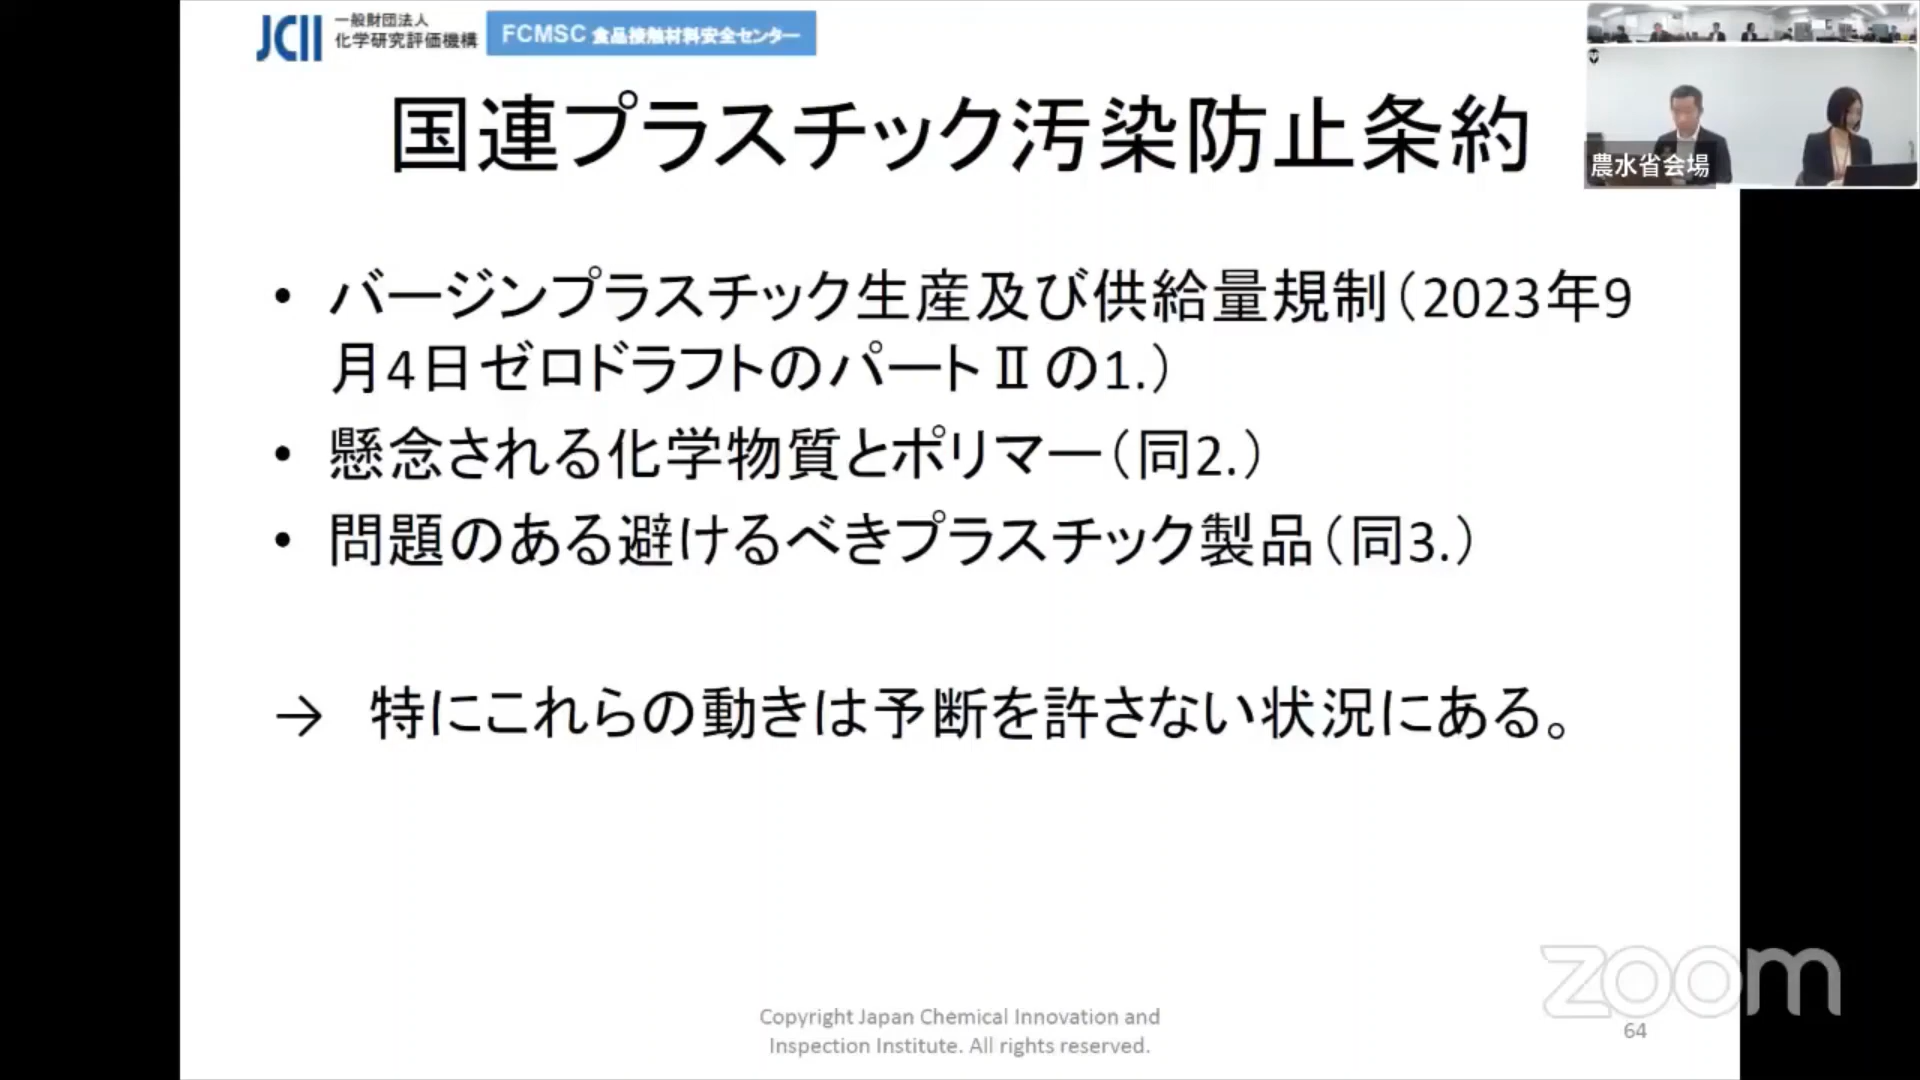 JCII 一般財団法人
化学研究評価機構
FCMSC 食品接触材料安全センター
農水省会場
国連プラスチック汚染防止条約
• バージンプラスチック生産及び供給量規制（2023年9
月4日ゼロドラフトのパートⅡの1.）
• 懸念される化学物質とポリマー（同2.）
• 問題のある避けるべきプラスチック製品（同3.）
→ 特にこれらの動きは予断を許さない状況にある。
zoom
Copyright Japan Chemical Innovation and
Inspection Institute. All rights reserved.
64